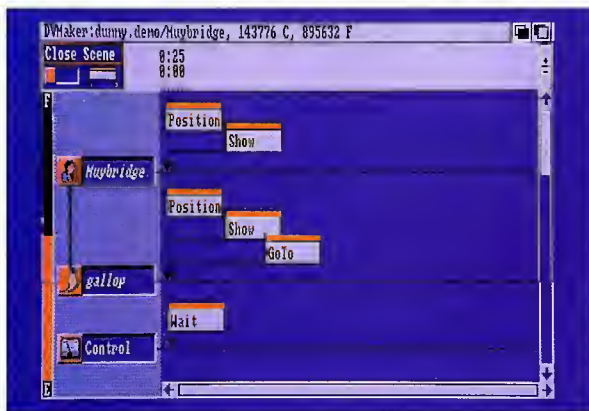 DVMaker:dunny.demo/Muybridge, 143776 C, 895632 F
Close Scene
0:25
0:00
F
Position
Show
Muybridge
Position
Show
GoTo
gallop
Wait
Control
E